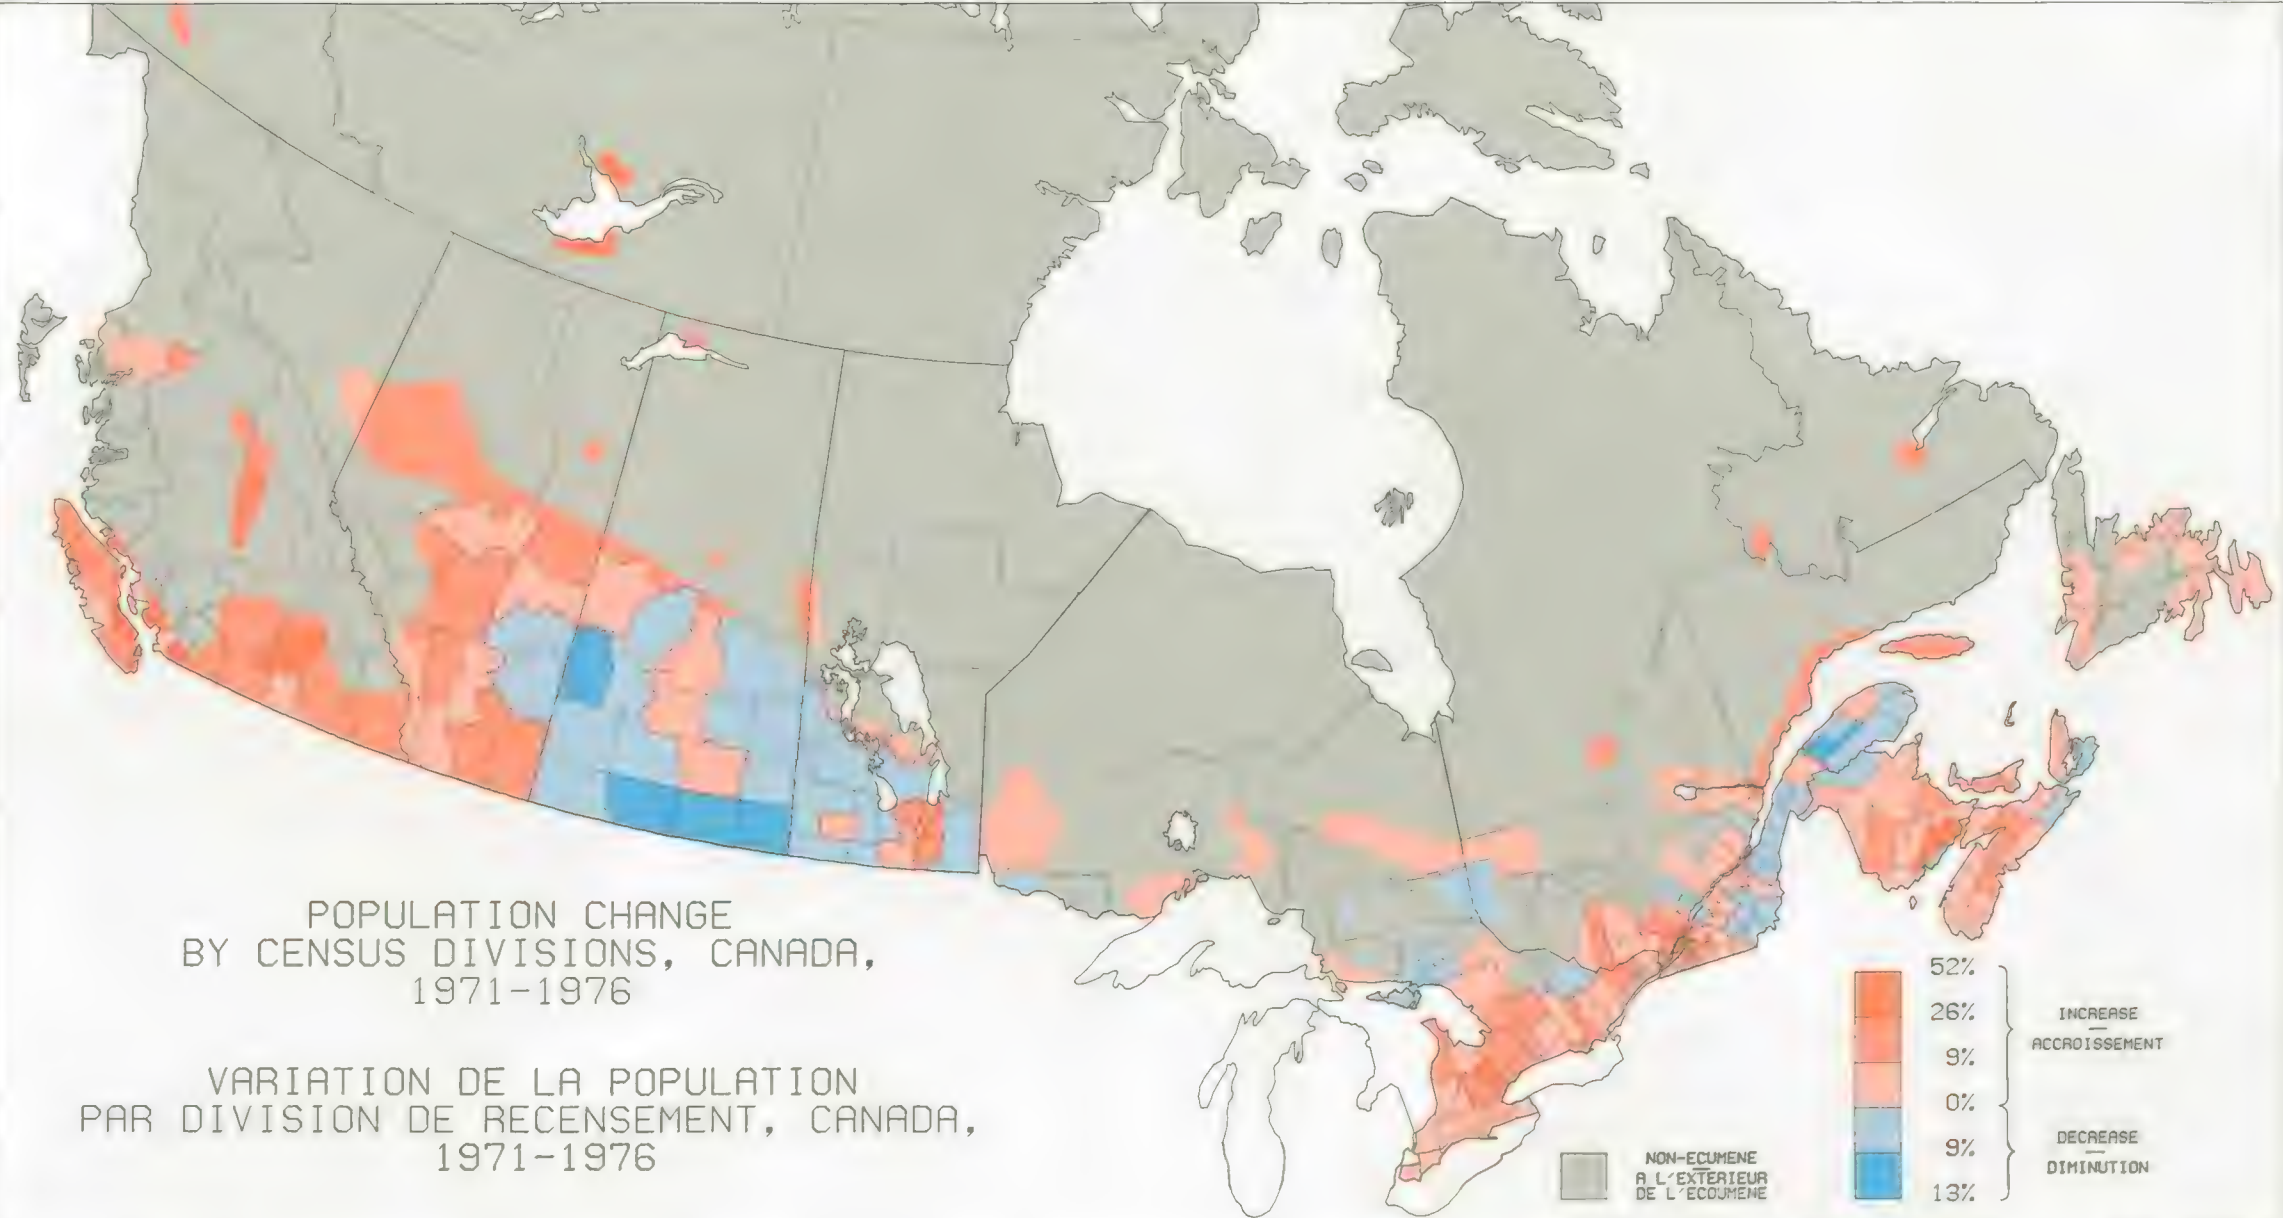 POPULATION CHANGE
BY CENSUS DIVISIONS, CANADA,
1971-1976
VARIATION DE LA POPULATION
PAR DIVISION DE RECENSEMENT, CANADA,
1971-1976
NON-ECUMENE
A L'EXTERIEUR
DE L'ECOUMENE
52%
26%
9%
0%
9%
13%
INCREASE
ACCROISSEMENT
DECREASE
DIMINUTION